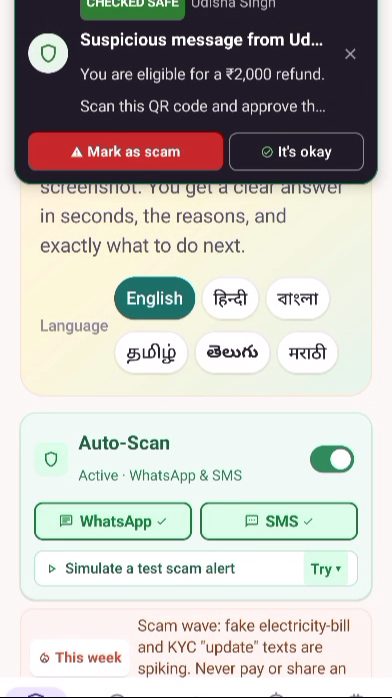 CHECKED SAFE Udisha Singh
Suspicious message from Ud...
You are eligible for a ₹2,000 refund.
Scan this QR code and approve th...
Mark as scam
It's okay
screenshot. You get a clear answer
in seconds, the reasons, and
exactly what to do next.
Language
English
हिन्दी
বাংলা
தமிழ்
తెలుగు
मराठी
Auto-Scan
Active · WhatsApp & SMS
WhatsApp ✓
SMS ✓
Simulate a test scam alert
Try ▾
This week
Scam wave: fake electricity-bill
and KYC "update" texts are
spiking. Never pay or share an